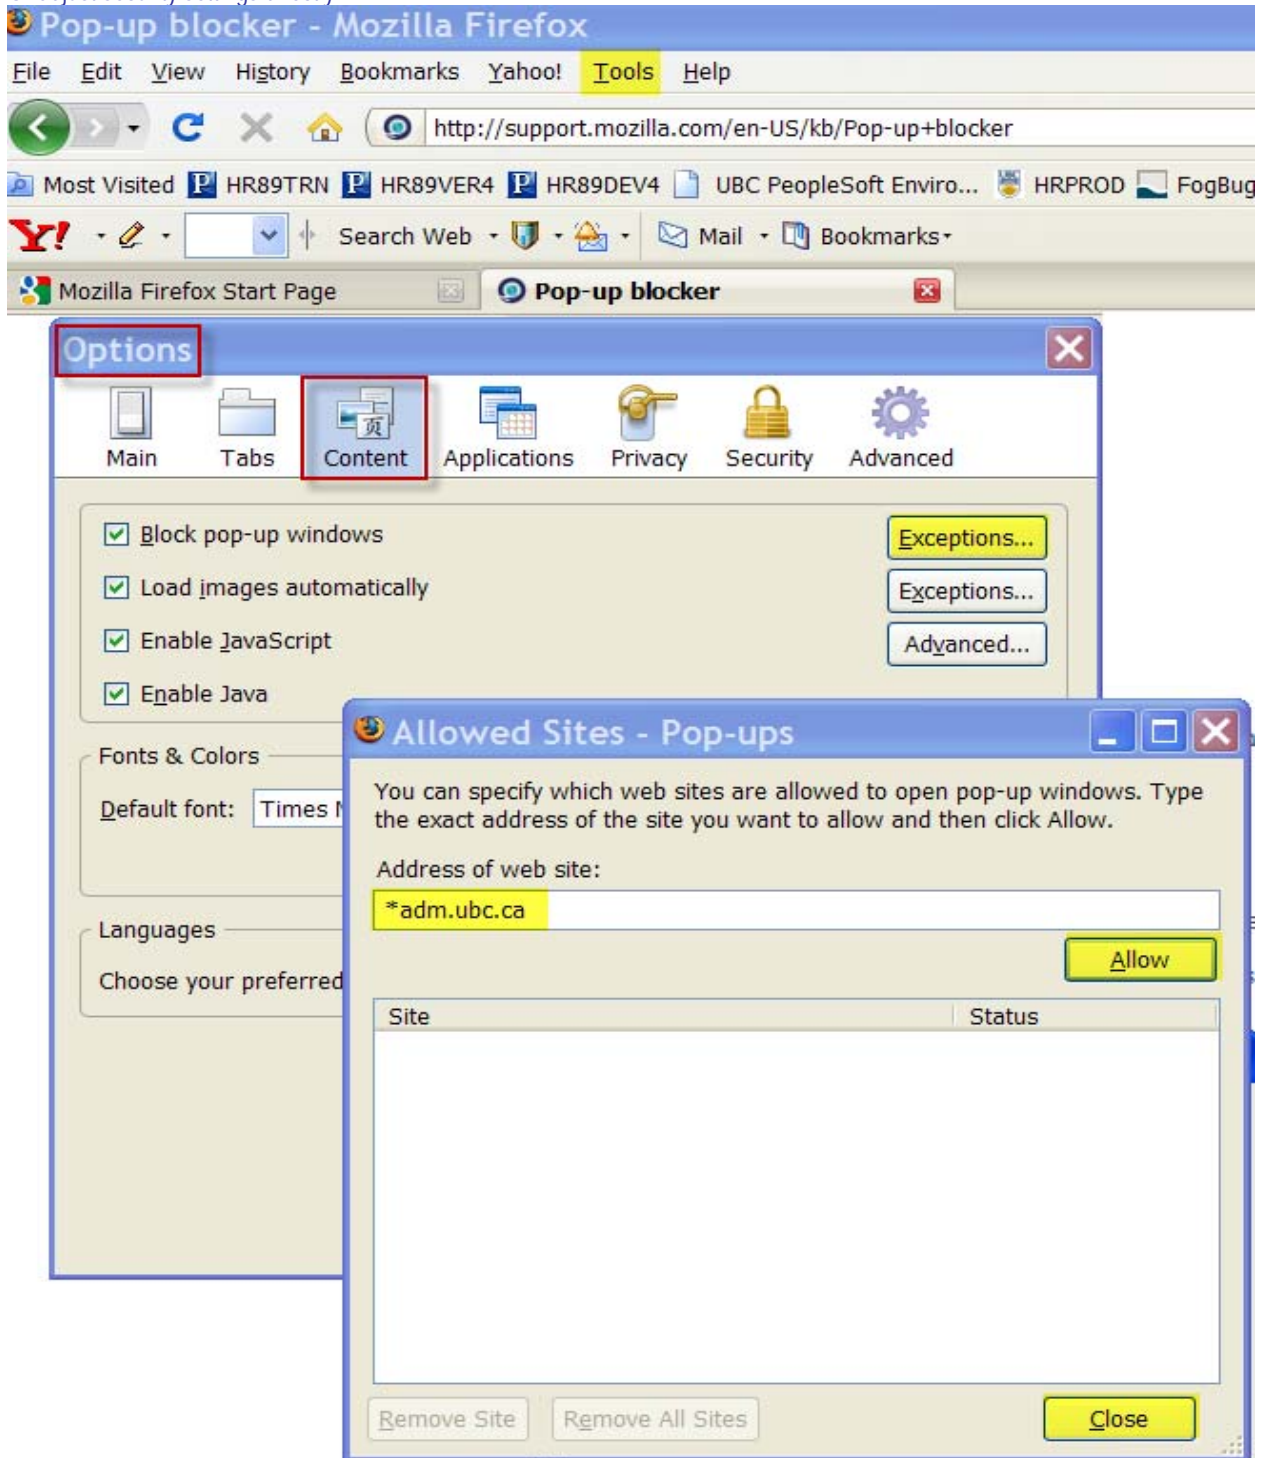 Pop-up blocker - Mozilla Firefox
File Edit View History Bookmarks Yahoo! Tools Help
http://support.mozilla.com/en-US/kb/Pop-up+blocker
Most Visited HR89TRN HR89VER4 HR89DEV4 UBC PeopleSoft Enviro... HRPROD FogBug
Y! Search Web Mail Bookmarks
Mozilla Firefox Start Page Pop-up blocker
Options
Main Tabs Content Applications Privacy Security Advanced
页
Block pop-up windows Exceptions...
Load images automatically Exceptions...
Enable JavaScript Advanced...
Enable Java
Fonts & Colors
Default font: Times N
Languages
Choose your preferred
Allowed Sites - Pop-ups
You can specify which web sites are allowed to open pop-up windows. Type
the exact address of the site you want to allow and then click Allow.
Address of web site:
*adm.ubc.ca
Allow
Site Status
Remove Site Remove All Sites Close